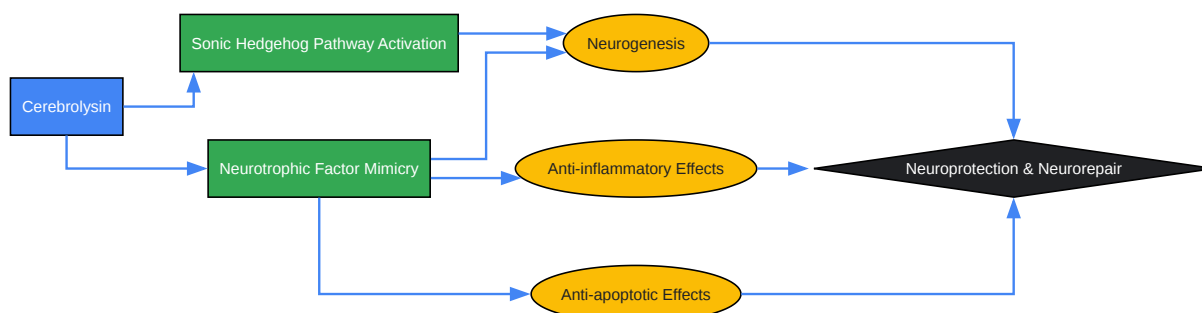 Sonic Hedgehog Pathway Activation
Neurogenesis
Cerebrolysin
Neurotrophic Factor Mimicry
Anti-inflammatory Effects
Neuroprotection & Neurorepair
Anti-apoptotic Effects